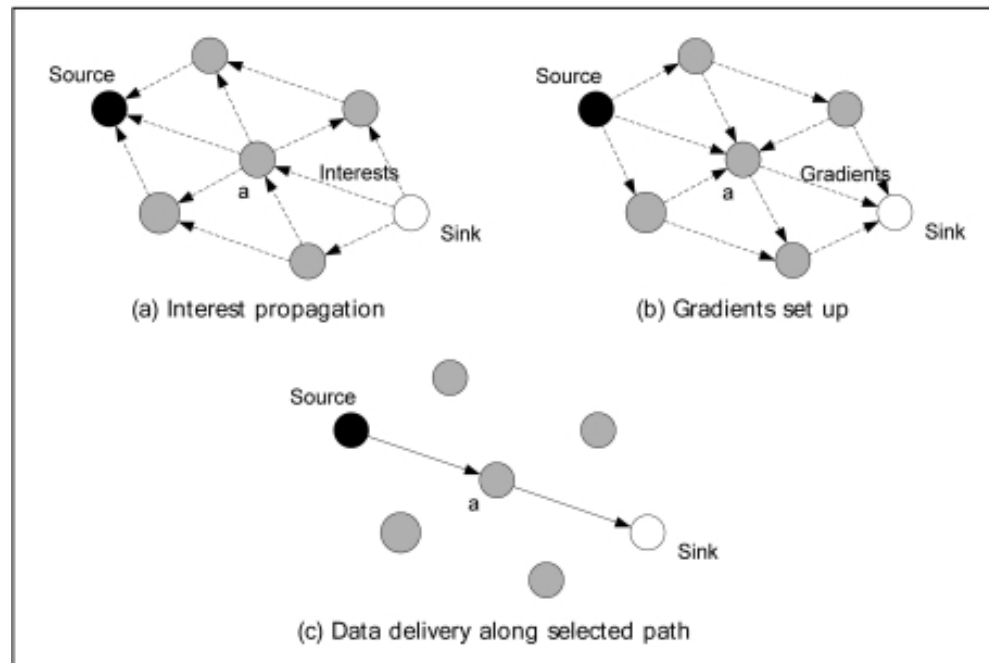 Source
Interests
a
Sink
(a) Interest propagation
Source
Gradients
a
Sink
(b) Gradients set up
Source
a
Sink
(c) Data delivery along selected path